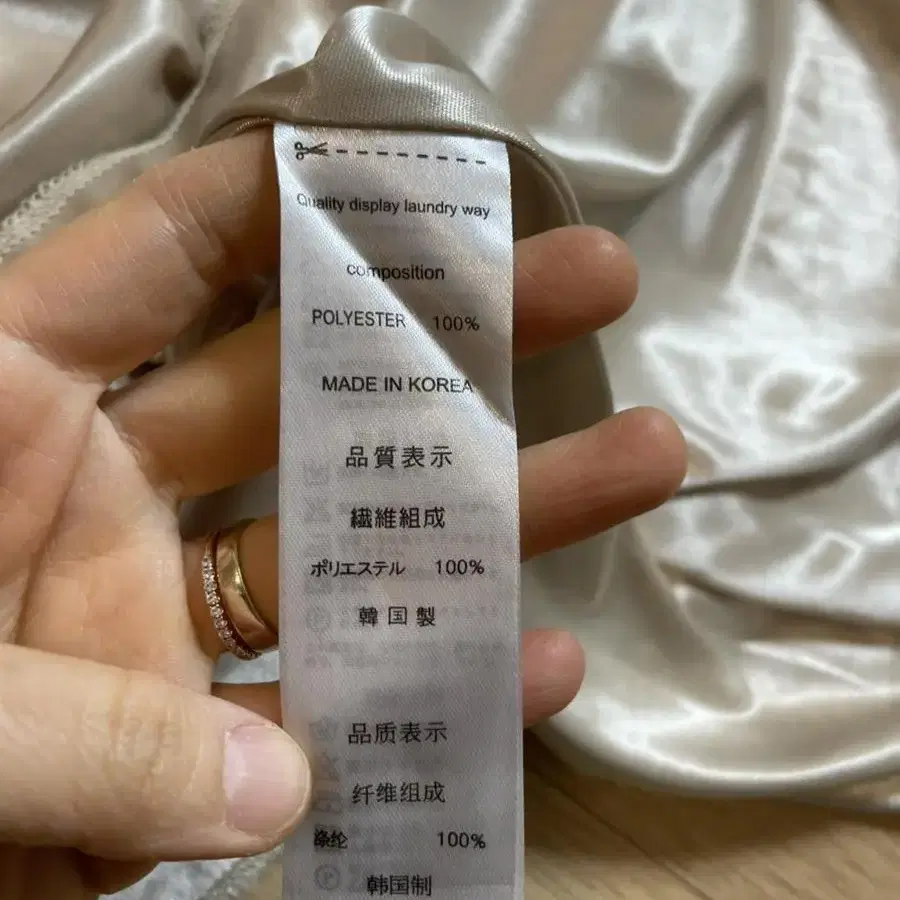 Quality display laundry way
composition
POLYESTER 100%
MADE IN KOREA
品質表示
繊維組成
ポリエステル 100%
韓国製
品质表示
纤维组成
涤纶 100%
韩国制